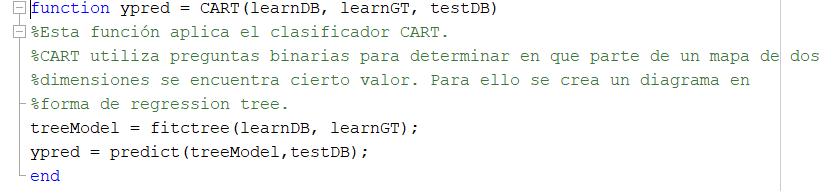 function ypred = CART(learnDB, learnGT, testDB)
%Esta función aplica el clasificador CART.
%CART utiliza preguntas binarias para determinar en que parte de un mapa de dos
%dimensiones se encuentra cierto valor. Para ello se crea un diagrama en
%forma de regression tree.
treeModel = fitctree(learnDB, learnGT);
ypred = predict(treeModel,testDB);
end